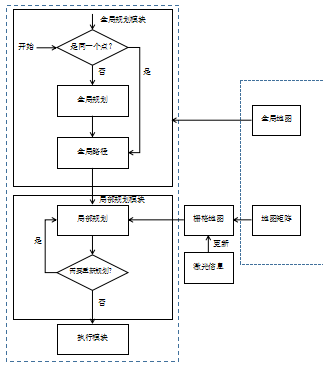 全局规划模块
开始
是同一个点？
否
是
全局规划
全局地图
全局路径
局部规划模块
局部规划
栅格地图
地图矩阵
是
更新
需要重新规划？
激光信息
否
执行模块